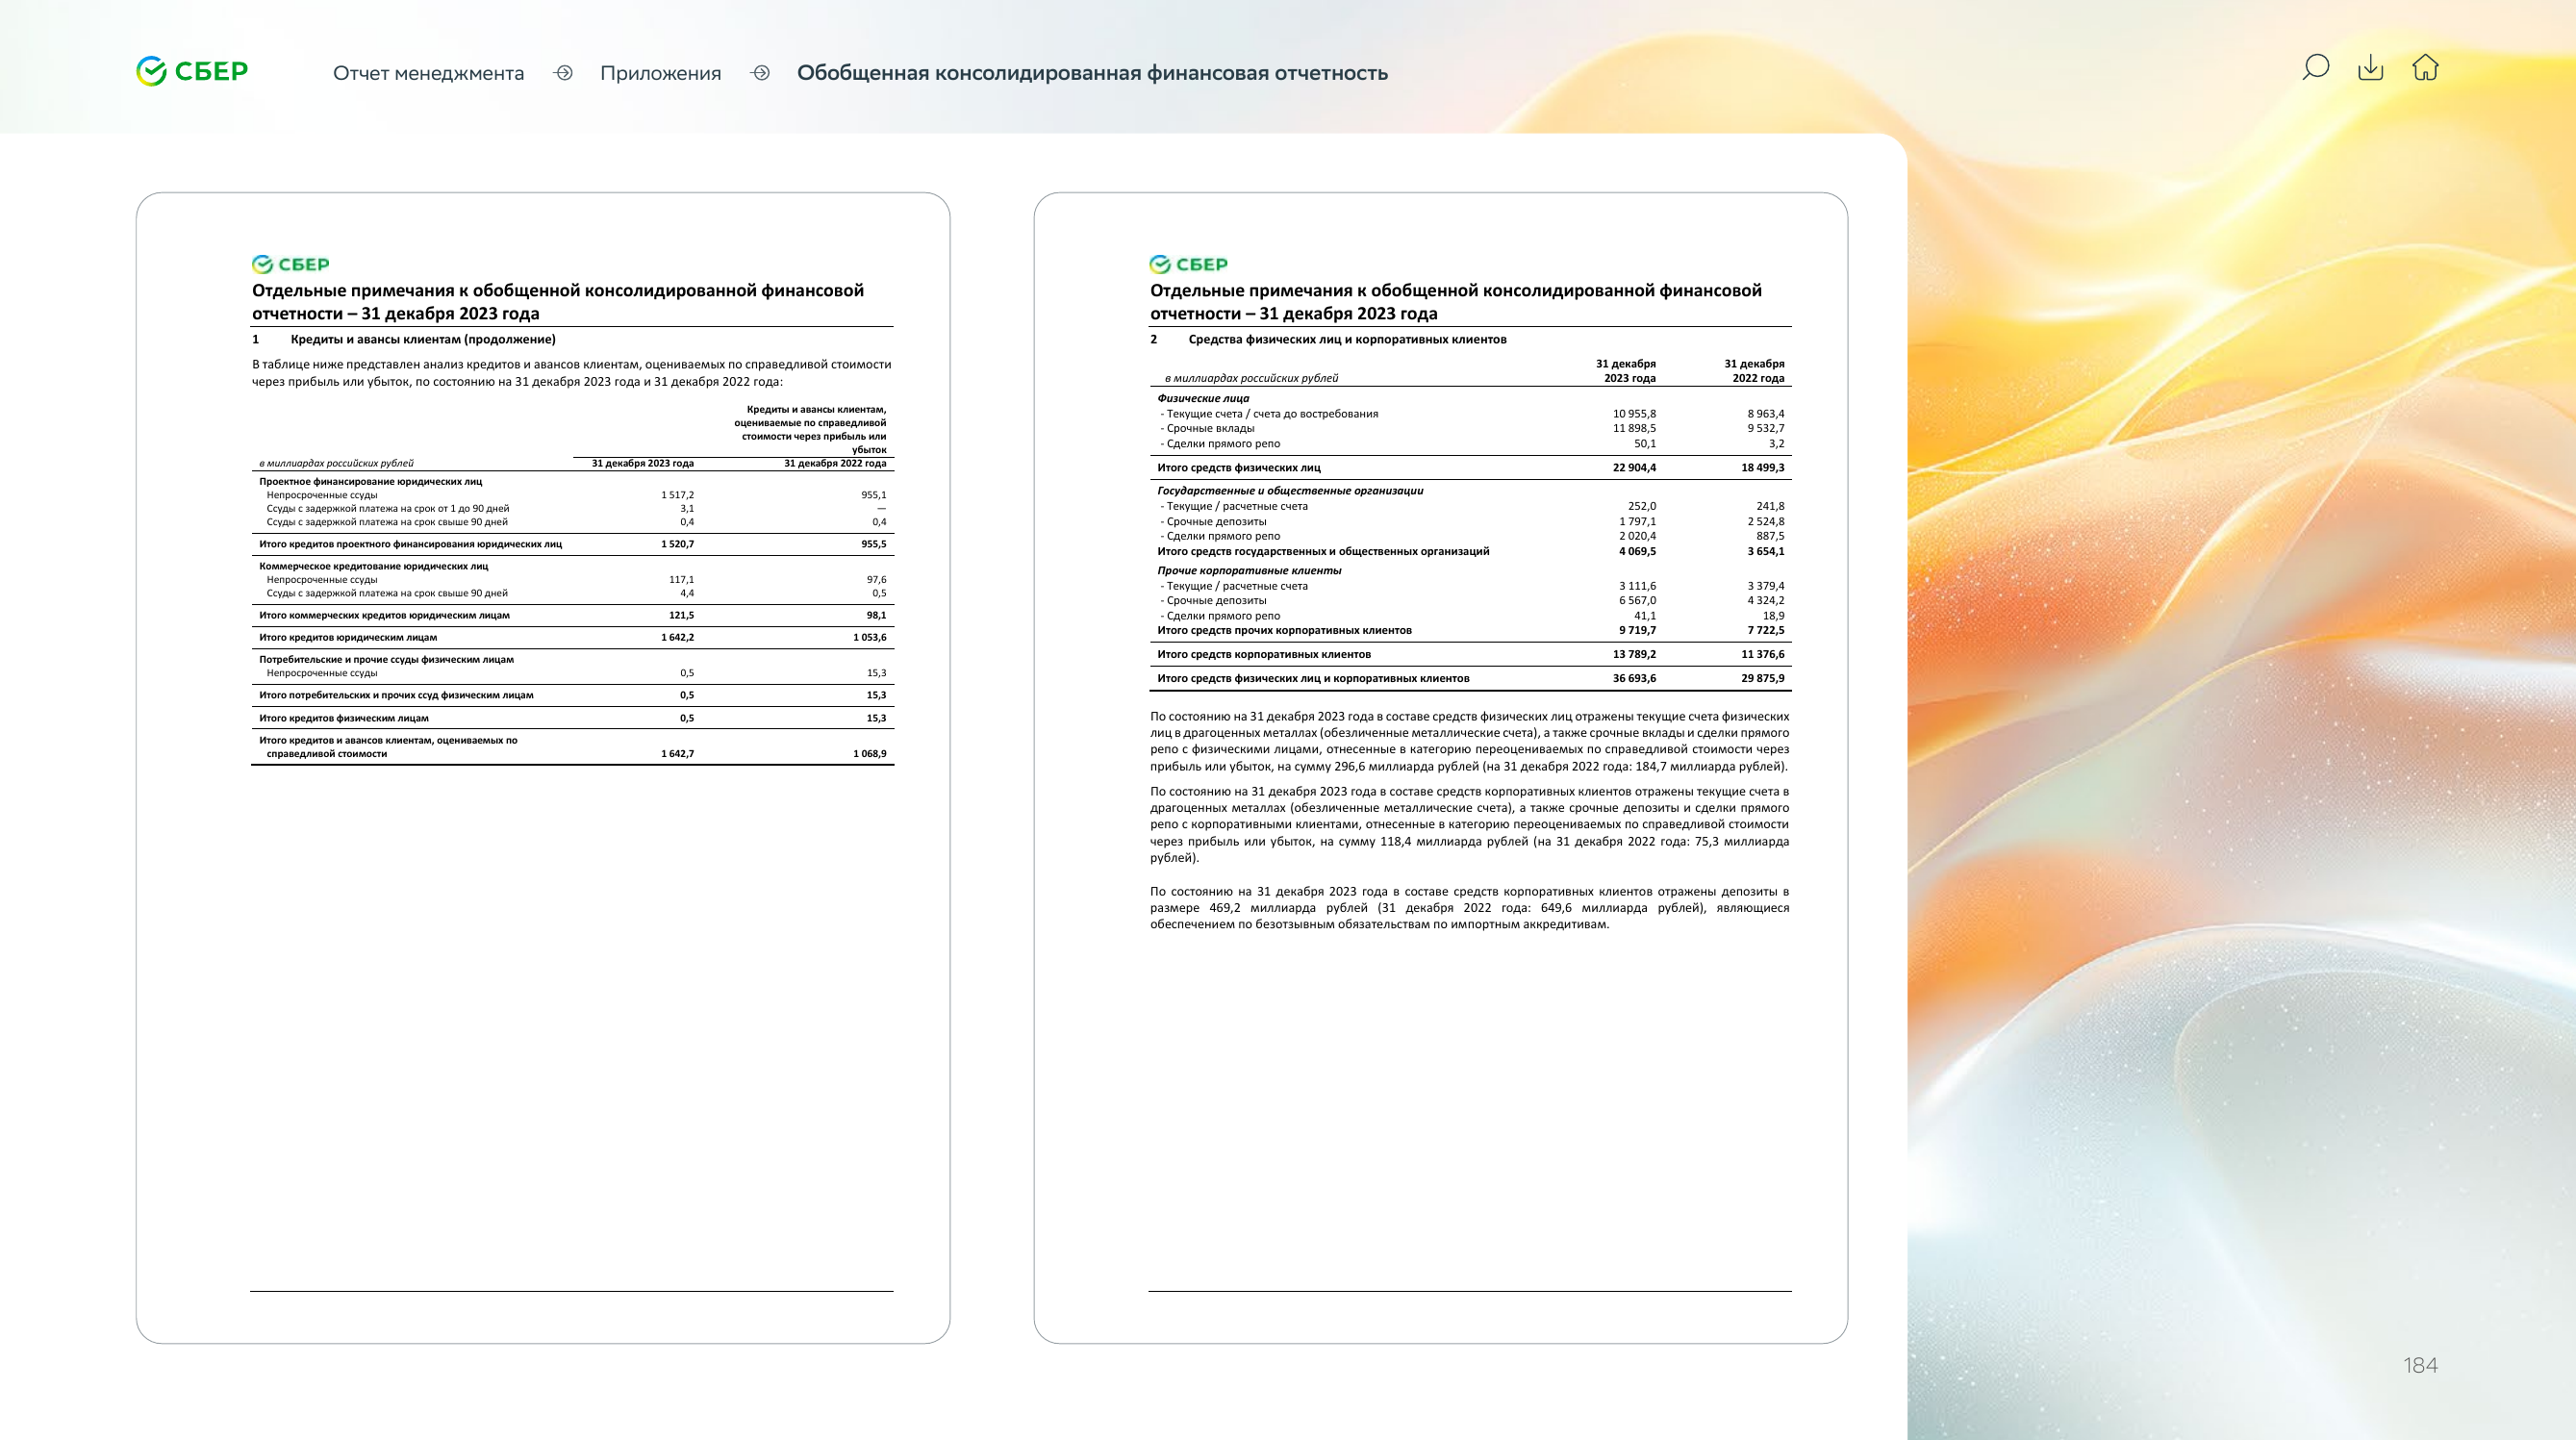 СБЕР
Отчет менеджмента Приложения Обобщенная консолидированная финансовая отчетность
СБЕР
Отдельные примечания к обобщенной консолидированной финансовой
отчетности – 31 декабря 2023 года
1 Кредиты и авансы клиентам (продолжение)
В таблице ниже представлен анализ кредитов и авансов клиентам, оцениваемых по справедливой стоимости
через прибыль или убыток, по состоянию на 31 декабря 2023 года и 31 декабря 2022 года:
Кредиты и авансы клиентам,
оцениваемые по справедливой
стоимости через прибыль или
убыток
в миллиардах российских рублей 31 декабря 2023 года 31 декабря 2022 года
Проектное финансирование юридических лиц
Непросроченные ссуды 1 517,2 955,1
Ссуды с задержкой платежа на срок от 1 до 90 дней 3,1 —
Ссуды с задержкой платежа на срок свыше 90 дней 0,4 0,4
Итого кредитов проектного финансирования юридических лиц 1 520,7 955,5
Коммерческое кредитование юридических лиц
Непросроченные ссуды 117,1 97,6
Ссуды с задержкой платежа на срок свыше 90 дней 4,4 0,5
Итого коммерческих кредитов юридическим лицам 121,5 98,1
Итого кредитов юридическим лицам 1 642,2 1 053,6
Потребительские и прочие ссуды физическим лицам
Непросроченные ссуды 0,5 15,3
Итого потребительских и прочих ссуд физическим лицам 0,5 15,3
Итого кредитов физическим лицам 0,5 15,3
Итого кредитов и авансов клиентам, оцениваемых по
справедливой стоимости 1 642,7 1 068,9
СБЕР
Отдельные примечания к обобщенной консолидированной финансовой
отчетности – 31 декабря 2023 года
2 Средства физических лиц и корпоративных клиентов
31 декабря 31 декабря
в миллиардах российских рублей 2023 года 2022 года
Физические лица
- Текущие счета / счета до востребования 10 955,8 8 963,4
- Срочные вклады 11 898,5 9 532,7
- Сделки прямого репо 50,1 3,2
Итого средств физических лиц 22 904,4 18 499,3
Государственные и общественные организации
- Текущие / расчетные счета 252,0 241,8
- Срочные депозиты 1 797,1 2 524,8
- Сделки прямого репо 2 020,4 887,5
Итого средств государственных и общественных организаций 4 069,5 3 654,1
Прочие корпоративные клиенты
- Текущие / расчетные счета 3 111,6 3 379,4
- Срочные депозиты 6 567,0 4 324,2
- Сделки прямого репо 41,1 18,9
Итого средств прочих корпоративных клиентов 9 719,7 7 722,5
Итого средств корпоративных клиентов 13 789,2 11 376,6
Итого средств физических лиц и корпоративных клиентов 36 693,6 29 875,9
По состоянию на 31 декабря 2023 года в составе средств физических лиц отражены текущие счета физических
лиц в драгоценных металлах (обезличенные металлические счета), а также срочные вклады и сделки прямого
репо с физическими лицами, отнесенные в категорию переоцениваемых по справедливой стоимости через
прибыль или убыток, на сумму 296,6 миллиарда рублей (на 31 декабря 2022 года: 184,7 миллиарда рублей).
По состоянию на 31 декабря 2023 года в составе средств корпоративных клиентов отражены текущие счета в
драгоценных металлах (обезличенные металлические счета), а также срочные депозиты и сделки прямого
репо с корпоративными клиентами, отнесенные в категорию переоцениваемых по справедливой стоимости
через прибыль или убыток, на сумму 118,4 миллиарда рублей (на 31 декабря 2022 года: 75,3 миллиарда
рублей).
По состоянию на 31 декабря 2023 года в составе средств корпоративных клиентов отражены депозиты в
размере 469,2 миллиарда рублей (31 декабря 2022 года: 649,6 миллиарда рублей), являющиеся
обеспечением по безотзывным обязательствам по импортным аккредитивам.
184